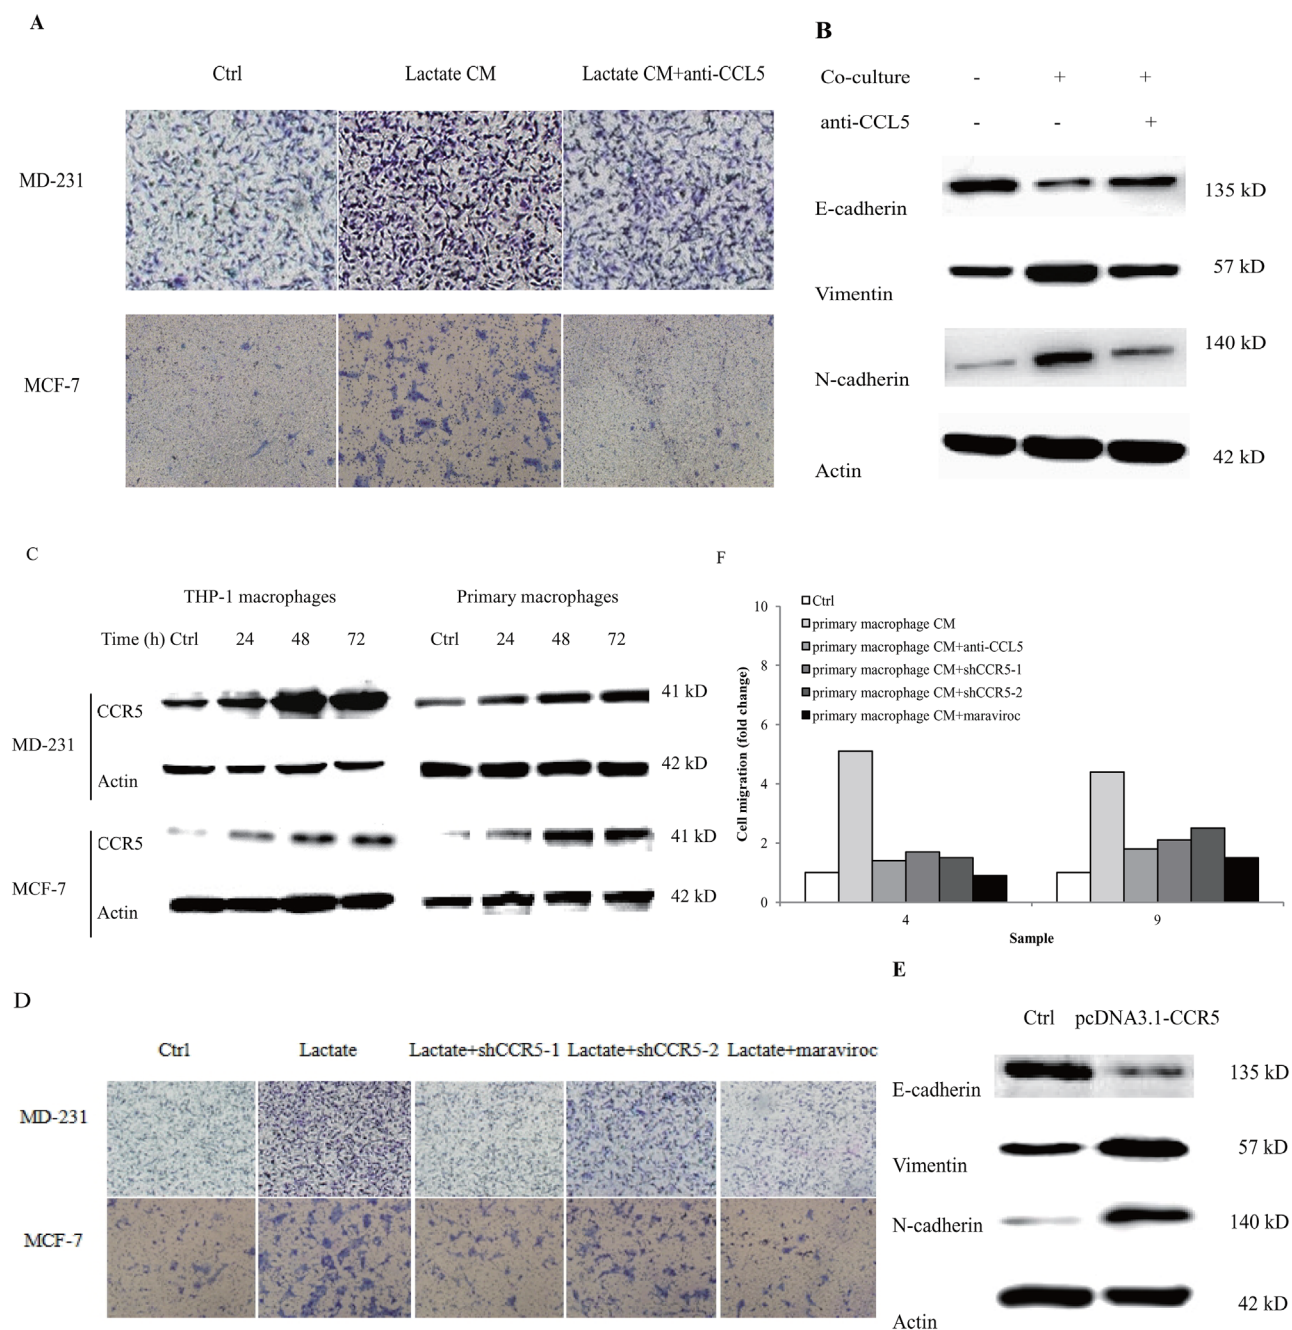 A
Ctrl Lactate CM Lactate CM+anti-CCL5
MD-231
MCF-7
B
Co-culture - + +
anti-CCL5 - - +
E-cadherin 135 kD
Vimentin 57 kD
N-cadherin 140 kD
Actin 42 kD
C
THP-1 macrophages Primary macrophages
Time (h) Ctrl 24 48 72 Ctrl 24 48 72
MD-231
CCR5 41 kD
Actin 42 kD
MCF-7
CCR5 41 kD
Actin 42 kD
F
Cell migration (fold change)
10
8
6
4
2
0
Ctrl
primary macrophage CM
primary macrophage CM+anti-CCL5
primary macrophage CM+shCCR5-1
primary macrophage CM+shCCR5-2
primary macrophage CM+maraviroc
4 9
Sample
D
Ctrl Lactate Lactate+shCCR5-1 Lactate+shCCR5-2 Lactate+maraviroc
MD-231
MCF-7
E
Ctrl pcDNA3.1-CCR5
E-cadherin 135 kD
Vimentin 57 kD
N-cadherin 140 kD
Actin 42 kD